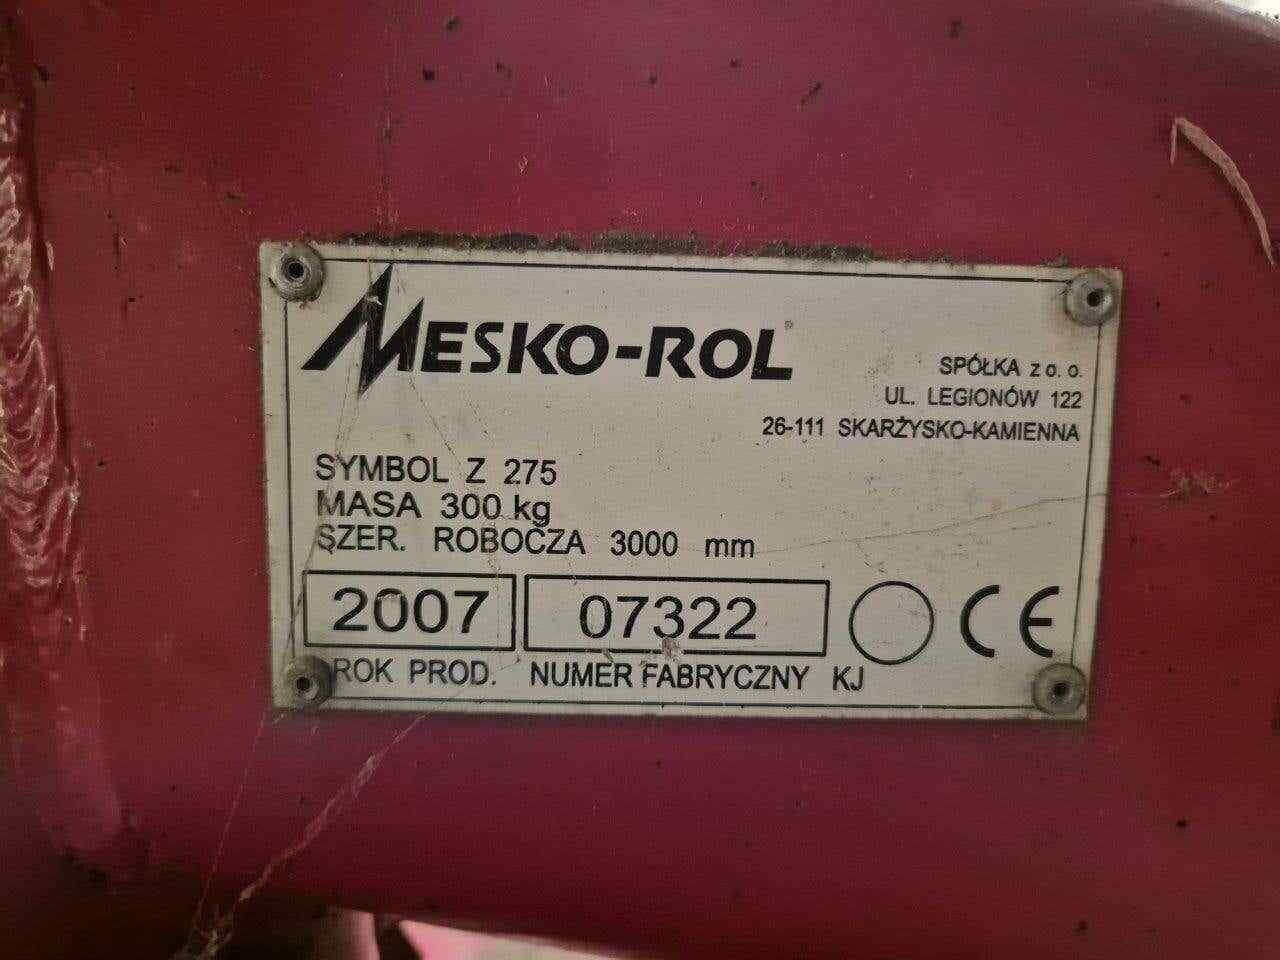 MESKO-ROL®
SPÓŁKA z o. o.
UL. LEGIONÓW 122
26-111 SKARŻYSKO-KAMIENNA
SYMBOL Z 275
MASA 300 kg
SZER. ROBOCZA 3000 mm
2007 07322 CE
ROK PROD. NUMER FABRYCZNY KJ